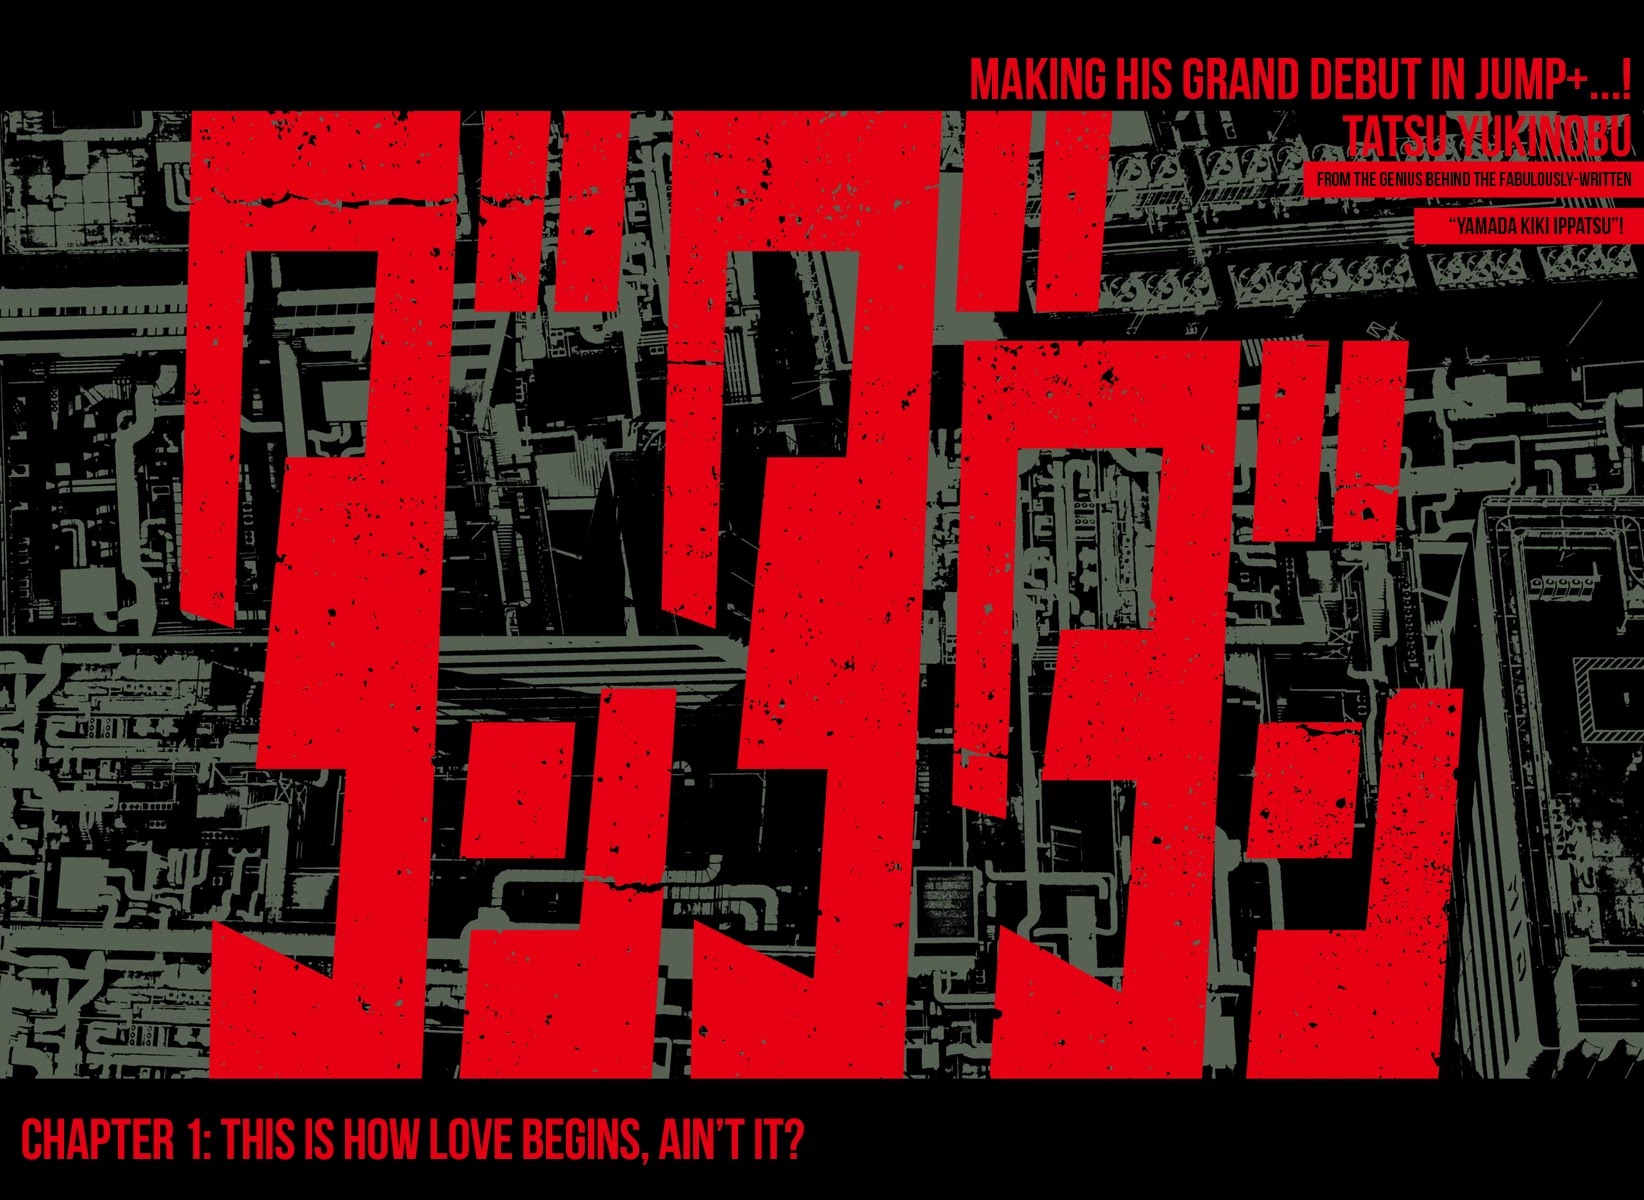 MAKING HIS GRAND DEBUT IN JUMP+...!
TATSU YUKINOBU
FROM THE GENIUS BEHIND THE FABULOUSLY-WRITTEN
“YAMADA KIKI IPPATSU”!
ダンダダン
CHAPTER 1: THIS IS HOW LOVE BEGINS, AIN’T IT?